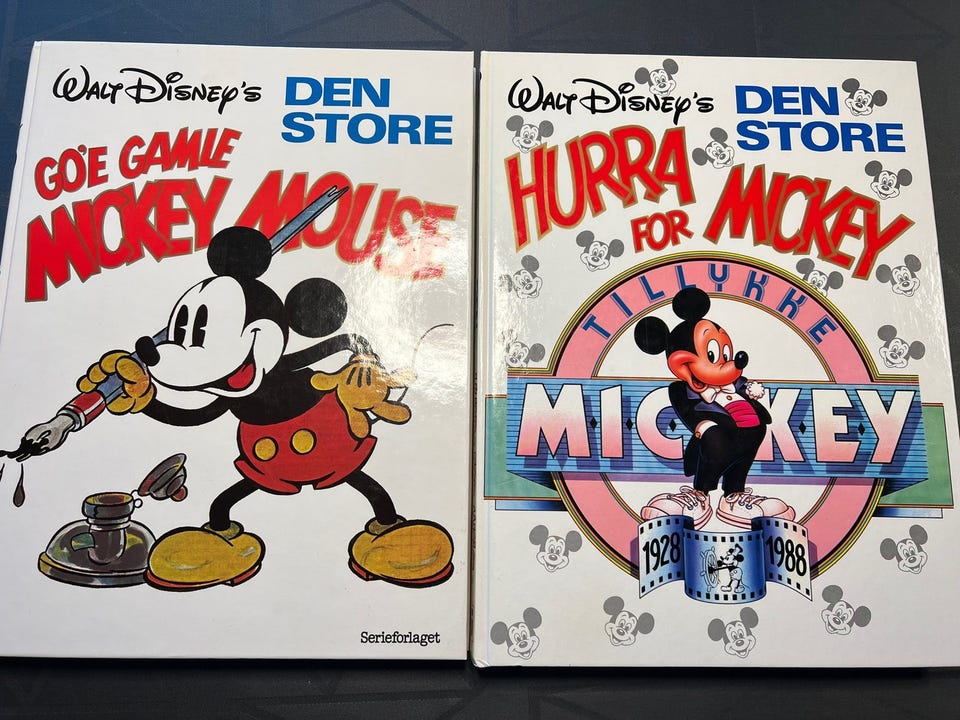 WALT DISNEY'S
DEN
STORE
GO'E GAMLE
MICKEY MOUSE
Serieforlaget
WALT DISNEY'S
DEN
STORE
HURRA
FOR MICKEY
TILLYKKE
MICKEY
1928 1988